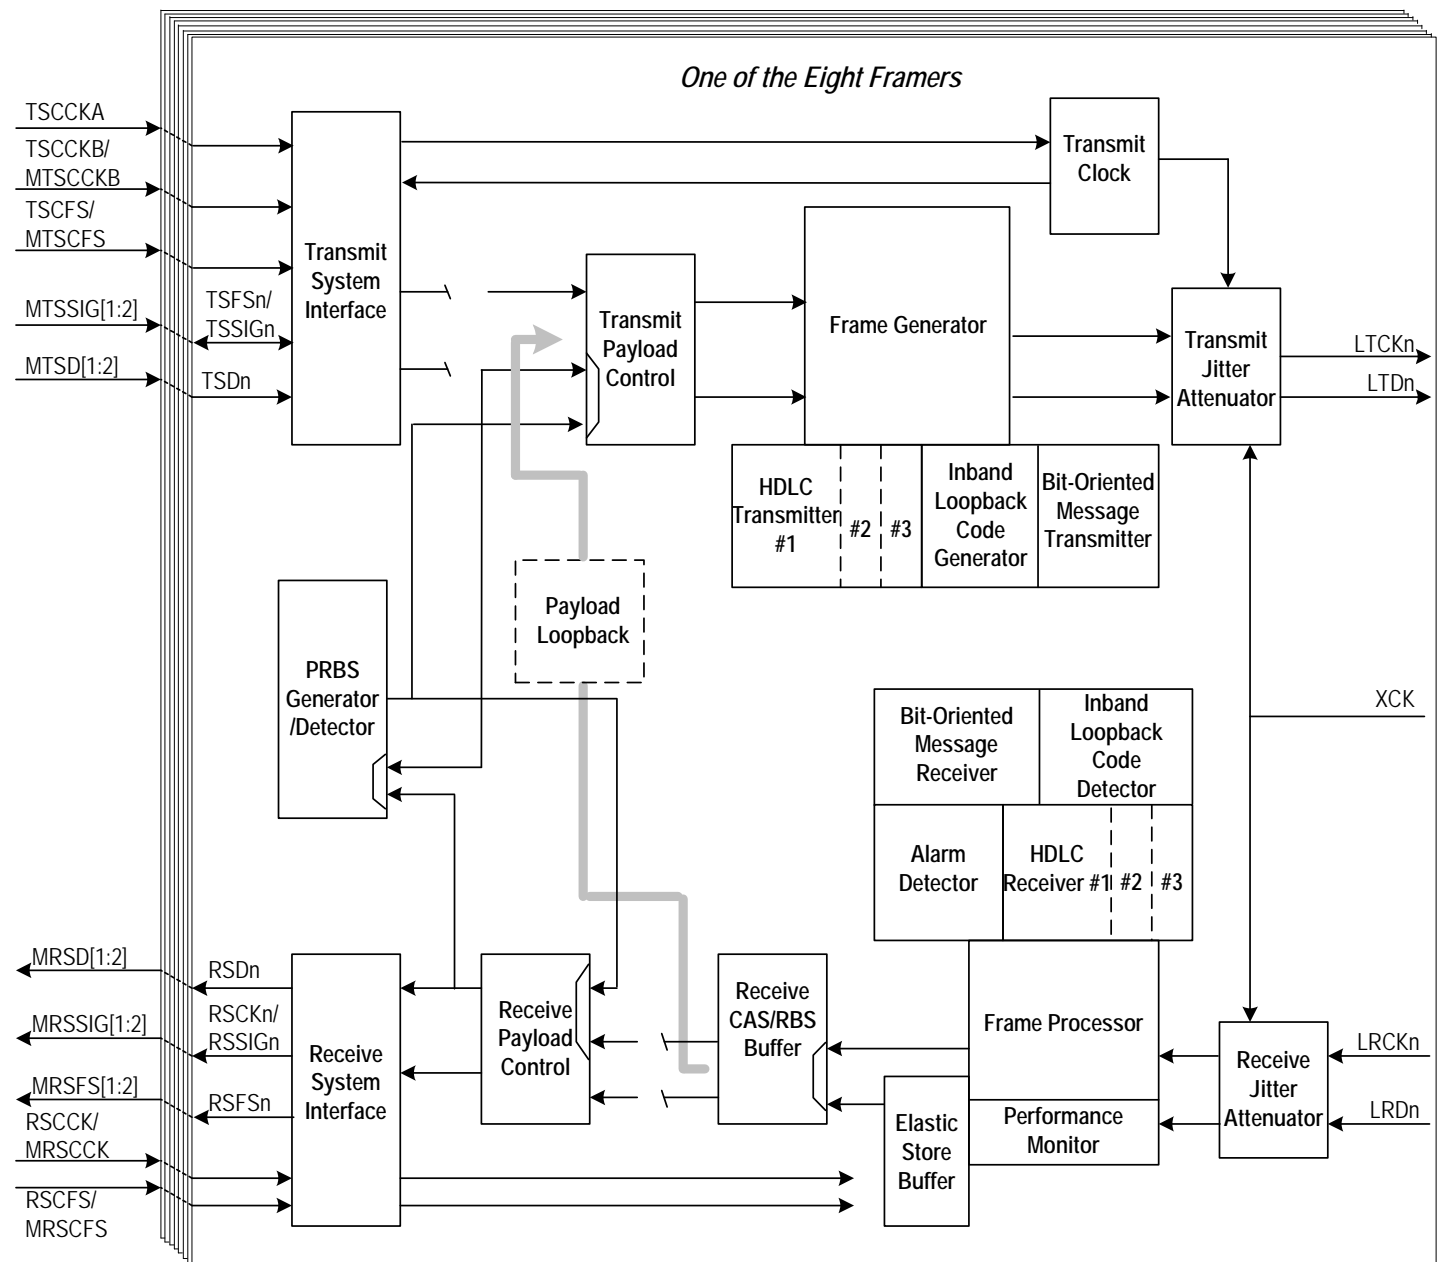 One of the Eight Framers
TSCCKA
TSCCKB/
MTSCCKB
TSCFS/
MTSCFS
MTSSIG[1:2]
MTSD[1:2]
TSFSn/
TSSIGn
TSDn
Transmit
System
Interface
Transmit
Clock
Transmit
Payload
Control
Frame Generator
Transmit
Jitter
Attenuator
LTCKn
LTDn
HDLC
Transmitter
#1
#2
#3
Inband
Loopback
Code
Generator
Bit-Oriented
Message
Transmitter
Payload
Loopback
PRBS
Generator
/Detector
XCK
Bit-Oriented
Message
Receiver
Inband
Loopback
Code
Detector
Alarm
Detector
HDLC
Receiver #1
#2
#3
MRSD[1:2]
MRSSIG[1:2]
MRSFS[1:2]
RSCCK/
MRSCCK
RSCFS/
MRSCFS
RSDn
RSCKn/
RSSIGn
RSFSn
Receive
System
Interface
Receive
Payload
Control
Receive
CAS/RBS
Buffer
Frame Processor
Performance
Monitor
Elastic
Store
Buffer
Receive
Jitter
Attenuator
LRCKn
LRDn